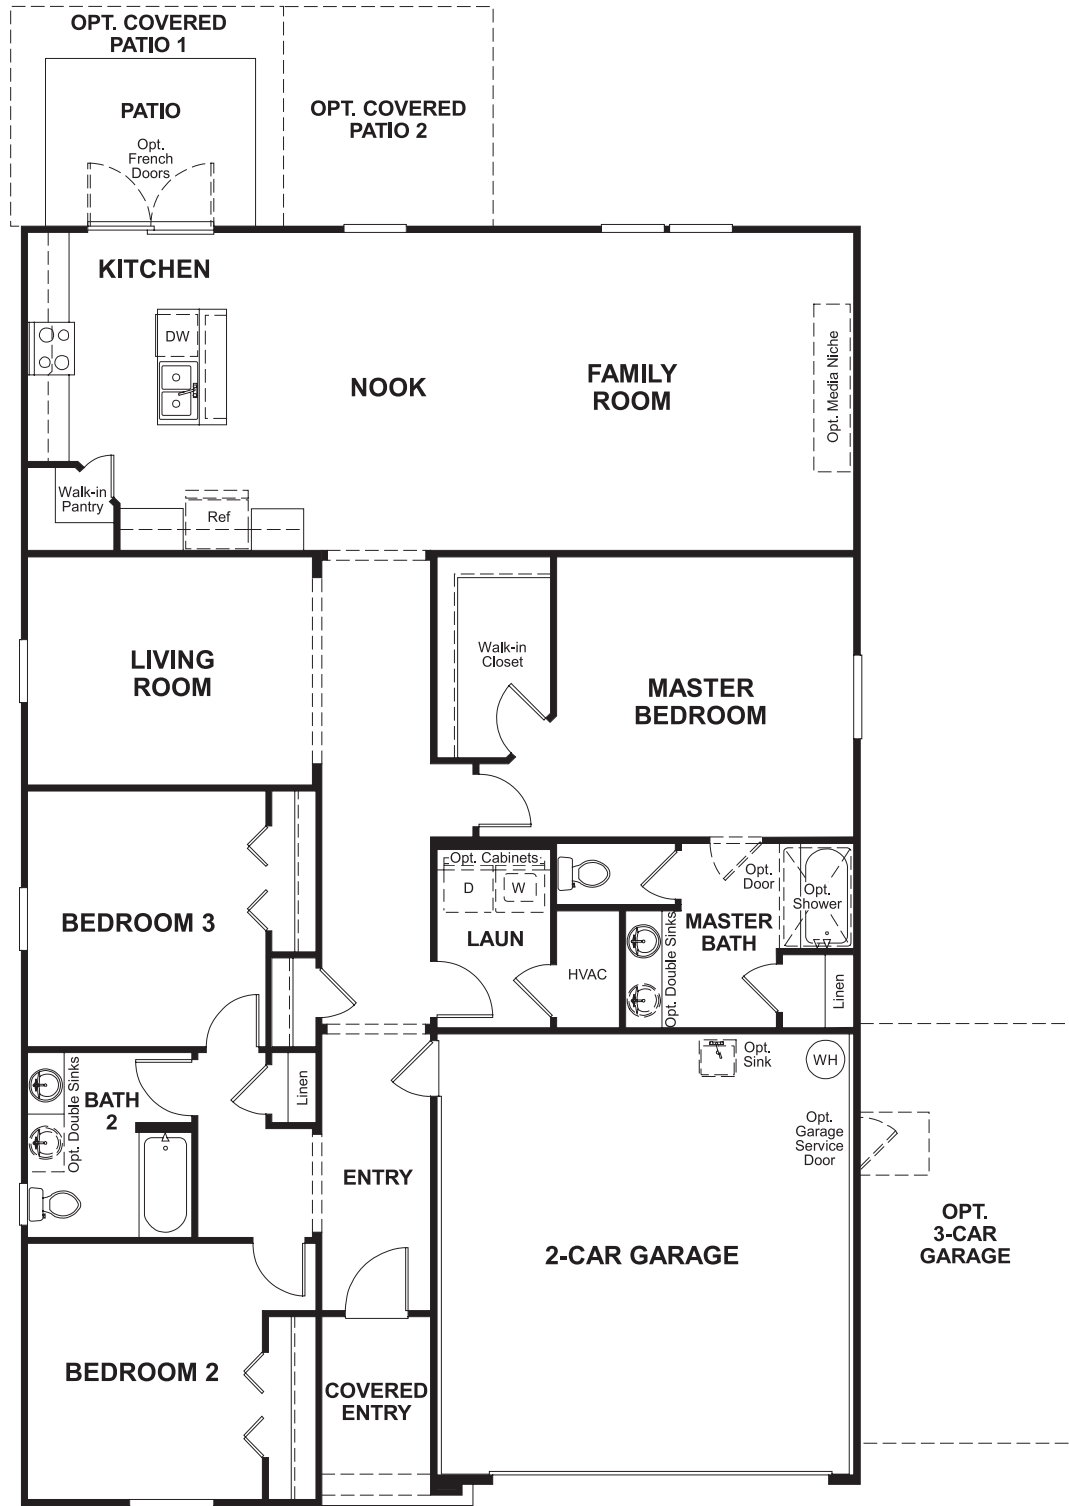 OPT. COVERED
PATIO 1
PATIO
OPT. COVERED
PATIO 2
Opt.
French
Doors
KITCHEN
DW
NOOK
FAMILY
ROOM
Opt. Media Niche
Walk-in
Pantry
Ref
LIVING
ROOM
Walk-in
Closet
MASTER
BEDROOM
BEDROOM 3
Opt. Cabinets
D
W
LAUN
HVAC
Opt. Double Sinks
MASTER
BATH
Opt.
Door
Opt.
Shower
Linen
Opt. Double Sinks
BATH
2
Linen
Opt.
Sink
WH
Opt.
Garage
Service
Door
ENTRY
2-CAR GARAGE
OPT.
3-CAR
GARAGE
BEDROOM 2
COVERED
ENTRY